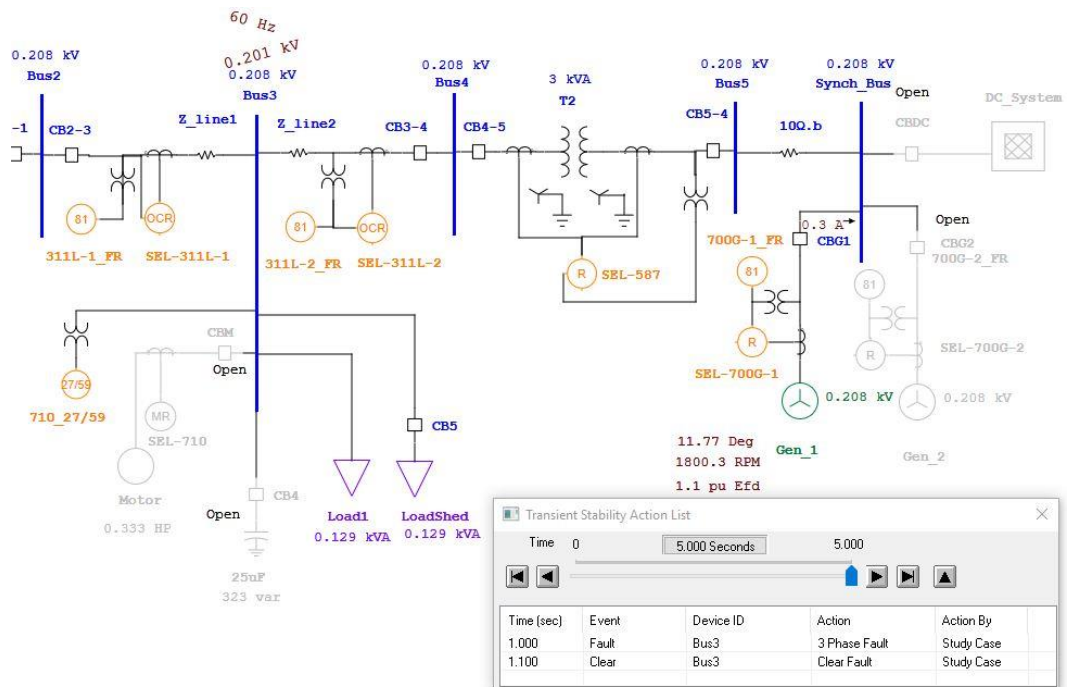 60 Hz
0.201 kV
0.208 kV
Bus2
0.208 kV
Bus3
0.208 kV
Bus4
3 kVA
T2
0.208 kV
Bus5
0.208 kV
Synch_Bus
Open
DC_System
-1
CB2-3
Z_line1
Z_line2
CB3-4
CB4-5
CB5-4
10Ω.b
CBDC
81
OCR
81
OCR
311L-1_FR
SEL-311L-1
311L-2_FR
SEL-311L-2
R
SEL-587
0.3 A
700G-1_FR
CBG1
Open
CBG2
700G-2_FR
81
81
R
R
SEL-700G-1
SEL-700G-2
CBM
Open
27/59
710_27/59
MR
SEL-710
Motor
0.333 HP
CB5
0.208 kV
0.208 kV
Gen_1
Gen_2
11.77 Deg
1800.3 RPM
1.1 pu Efd
CB4
Open
25uF
323 var
Load1
0.129 kVA
LoadShed
0.129 kVA
Transient Stability Action List
Time 0 5.000 Seconds 5.000
Time (sec) Event Device ID Action Action By
1.000 Fault Bus3 3 Phase Fault Study Case
1.100 Clear Bus3 Clear Fault Study Case